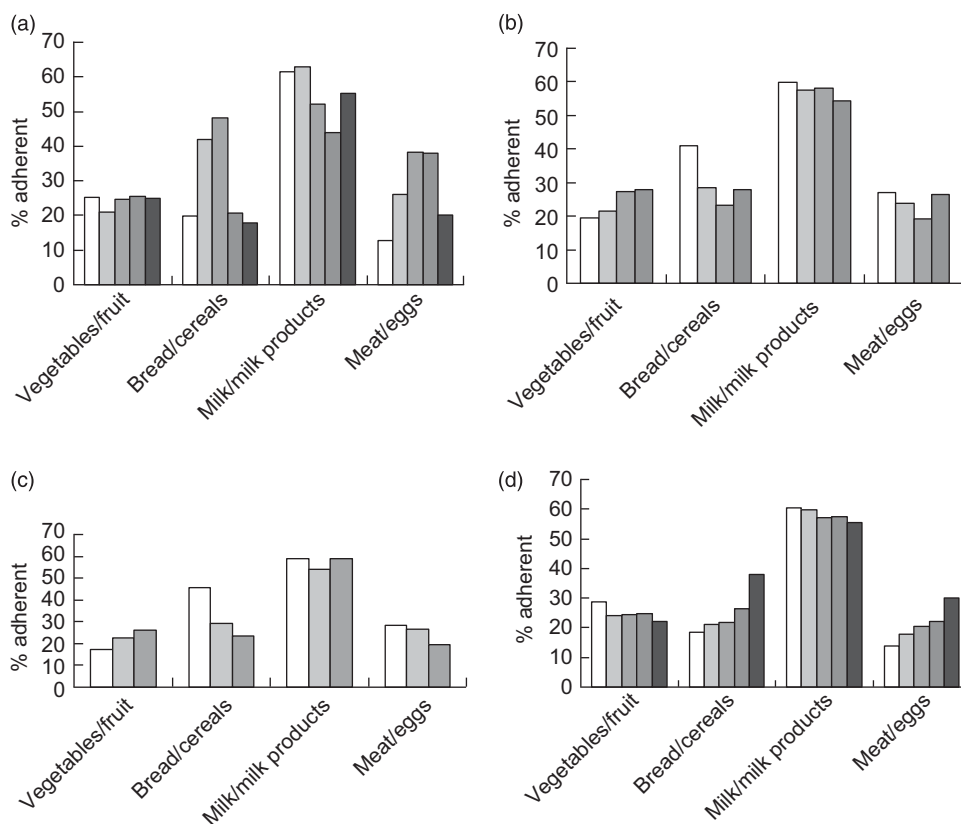 (a)
70
60
50
40
30
20
10
0
% adherent
Vegetables/fruit
Bread/cereals
Milk/milk products
Meat/eggs
(b)
70
60
50
40
30
20
10
0
% adherent
Vegetables/fruit
Bread/cereals
Milk/milk products
Meat/eggs
(c)
70
60
50
40
30
20
10
0
% adherent
Vegetables/fruit
Bread/cereals
Milk/milk products
Meat/eggs
(d)
70
60
50
40
30
20
10
0
% adherent
Vegetables/fruit
Bread/cereals
Milk/milk products
Meat/eggs